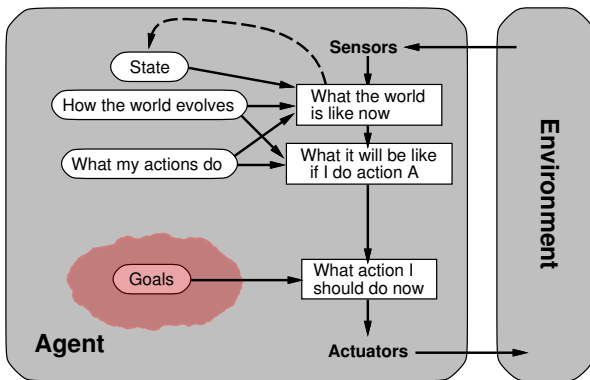 Sensors
State
How the world evolves
What the world
is like now
What my actions do
What it will be like
if I do action A
Goals
What action I
should do now
Agent
Actuators
Environment